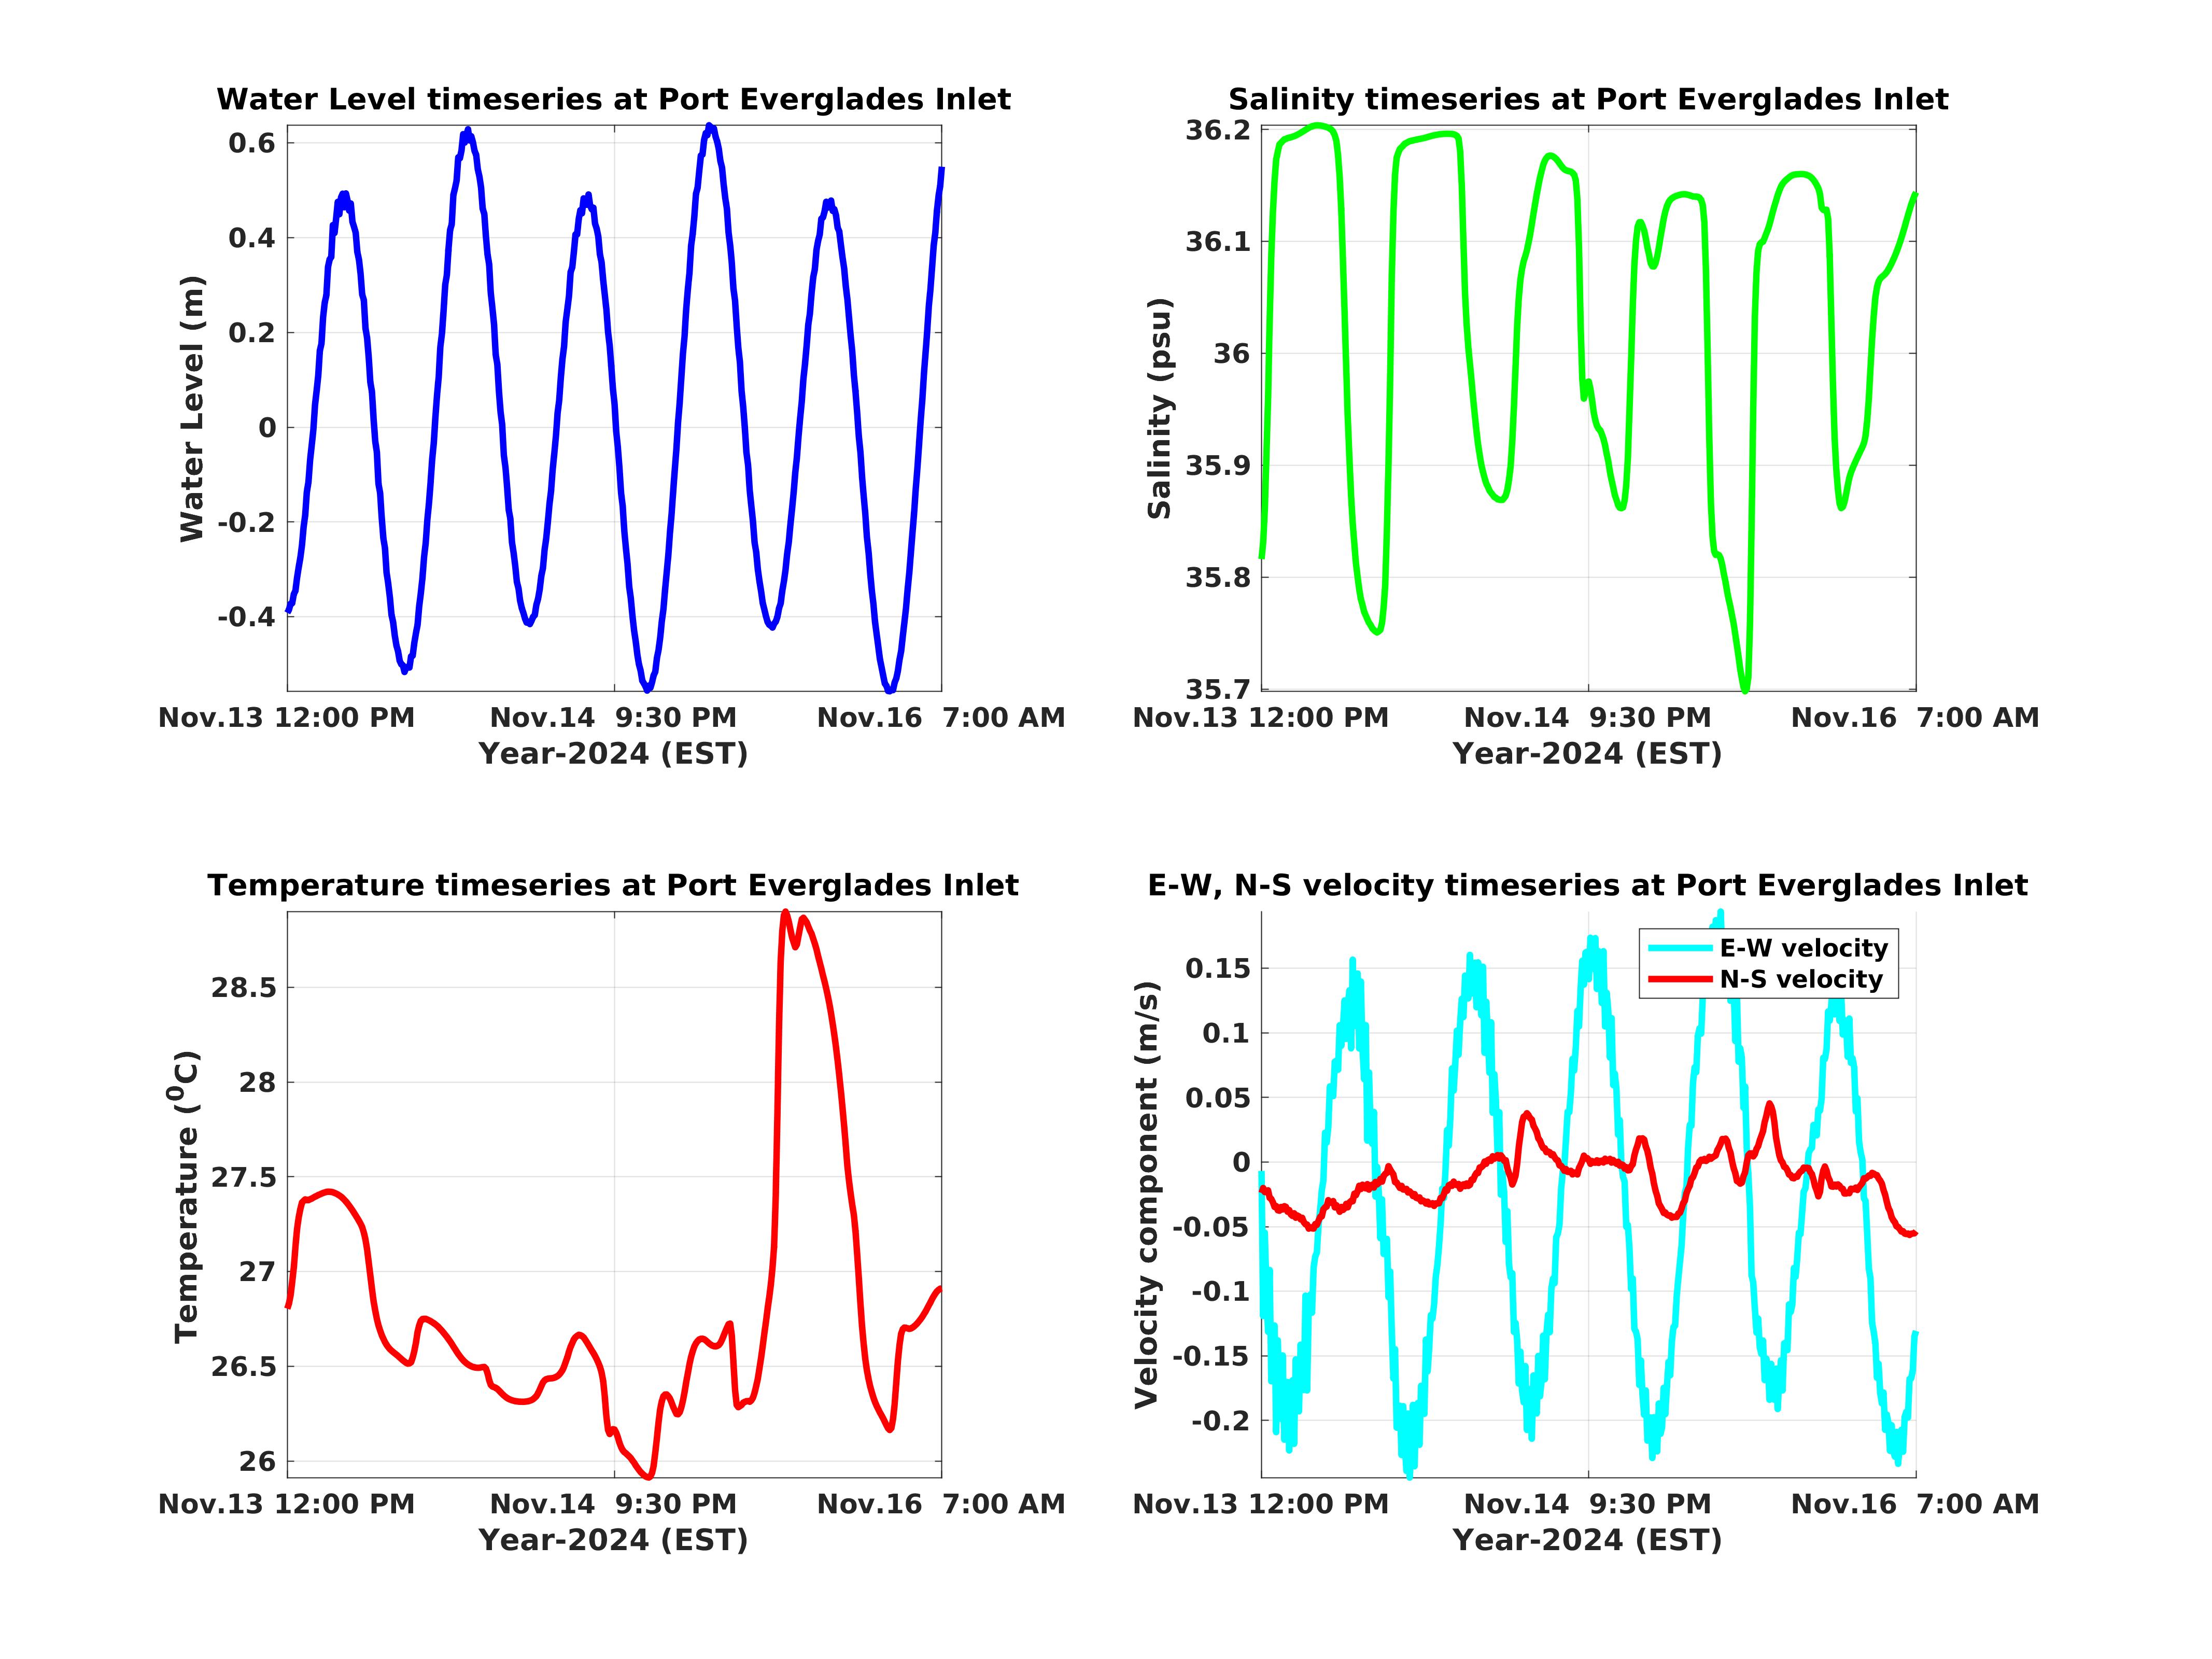 Water Level timeseries at Port Everglades Inlet
Water Level (m)
0.6
0.4
0.2
0
-0.2
-0.4
Nov.13 12:00 PM
Nov.14 9:30 PM
Nov.16 7:00 AM
Year-2024 (EST)
Salinity timeseries at Port Everglades Inlet
Salinity (psu)
36.2
36.1
36
35.9
35.8
35.7
Nov.13 12:00 PM
Nov.14 9:30 PM
Nov.16 7:00 AM
Year-2024 (EST)
Temperature timeseries at Port Everglades Inlet
Temperature (⁰C)
28.5
28
27.5
27
26.5
26
Nov.13 12:00 PM
Nov.14 9:30 PM
Nov.16 7:00 AM
Year-2024 (EST)
E-W, N-S velocity timeseries at Port Everglades Inlet
Velocity component (m/s)
0.15
0.1
0.05
0
-0.05
-0.1
-0.15
-0.2
E-W velocity
N-S velocity
Nov.13 12:00 PM
Nov.14 9:30 PM
Nov.16 7:00 AM
Year-2024 (EST)